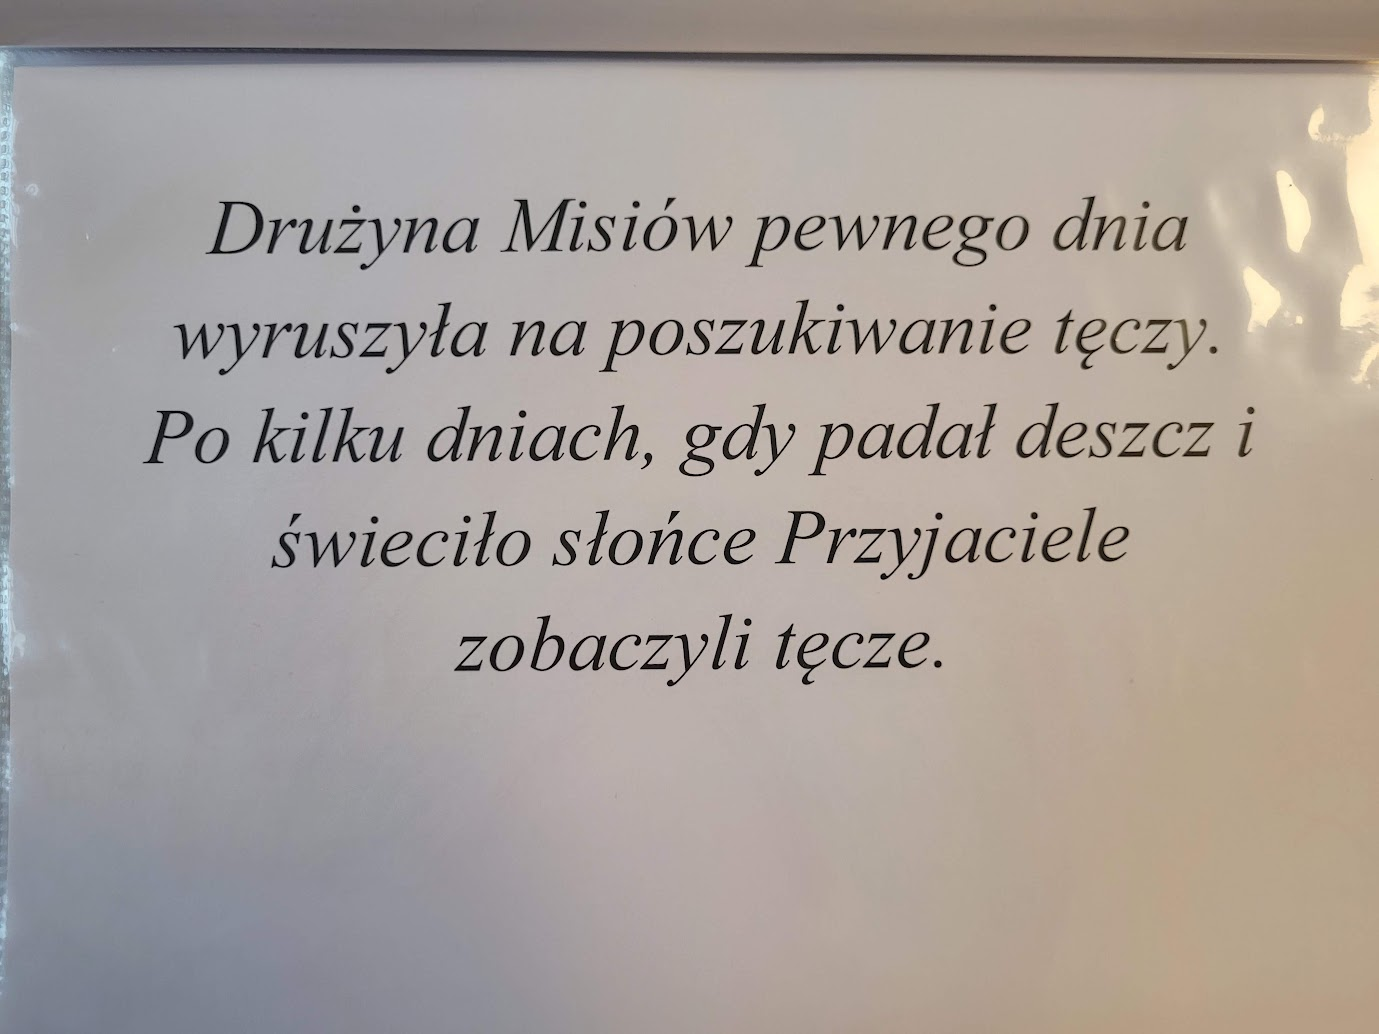 Drużyna Misiów pewnego dnia
wyruszyła na poszukiwanie tęczy.
Po kilku dniach, gdy padał deszcz i
świeciło słońce Przyjaciele
zobaczyli tęcze.